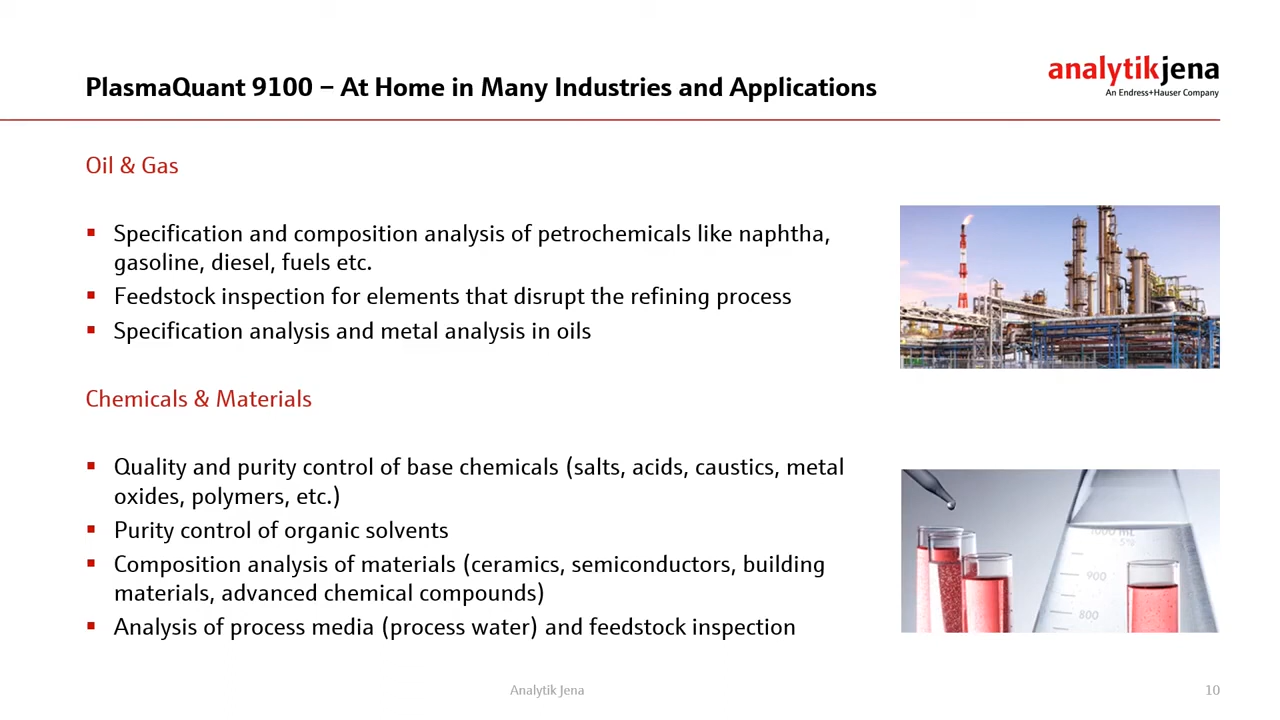 PlasmaQuant 9100 – At Home in Many Industries and Applications
analytikjena
An Endress+Hauser Company
Oil & Gas
▪ Specification and composition analysis of petrochemicals like naphtha,
gasoline, diesel, fuels etc.
▪ Feedstock inspection for elements that disrupt the refining process
▪ Specification analysis and metal analysis in oils
Chemicals & Materials
▪ Quality and purity control of base chemicals (salts, acids, caustics, metal
oxides, polymers, etc.)
▪ Purity control of organic solvents
▪ Composition analysis of materials (ceramics, semiconductors, building
materials, advanced chemical compounds)
▪ Analysis of process media (process water) and feedstock inspection
1000 mL
5%
900
800
Analytik Jena
10